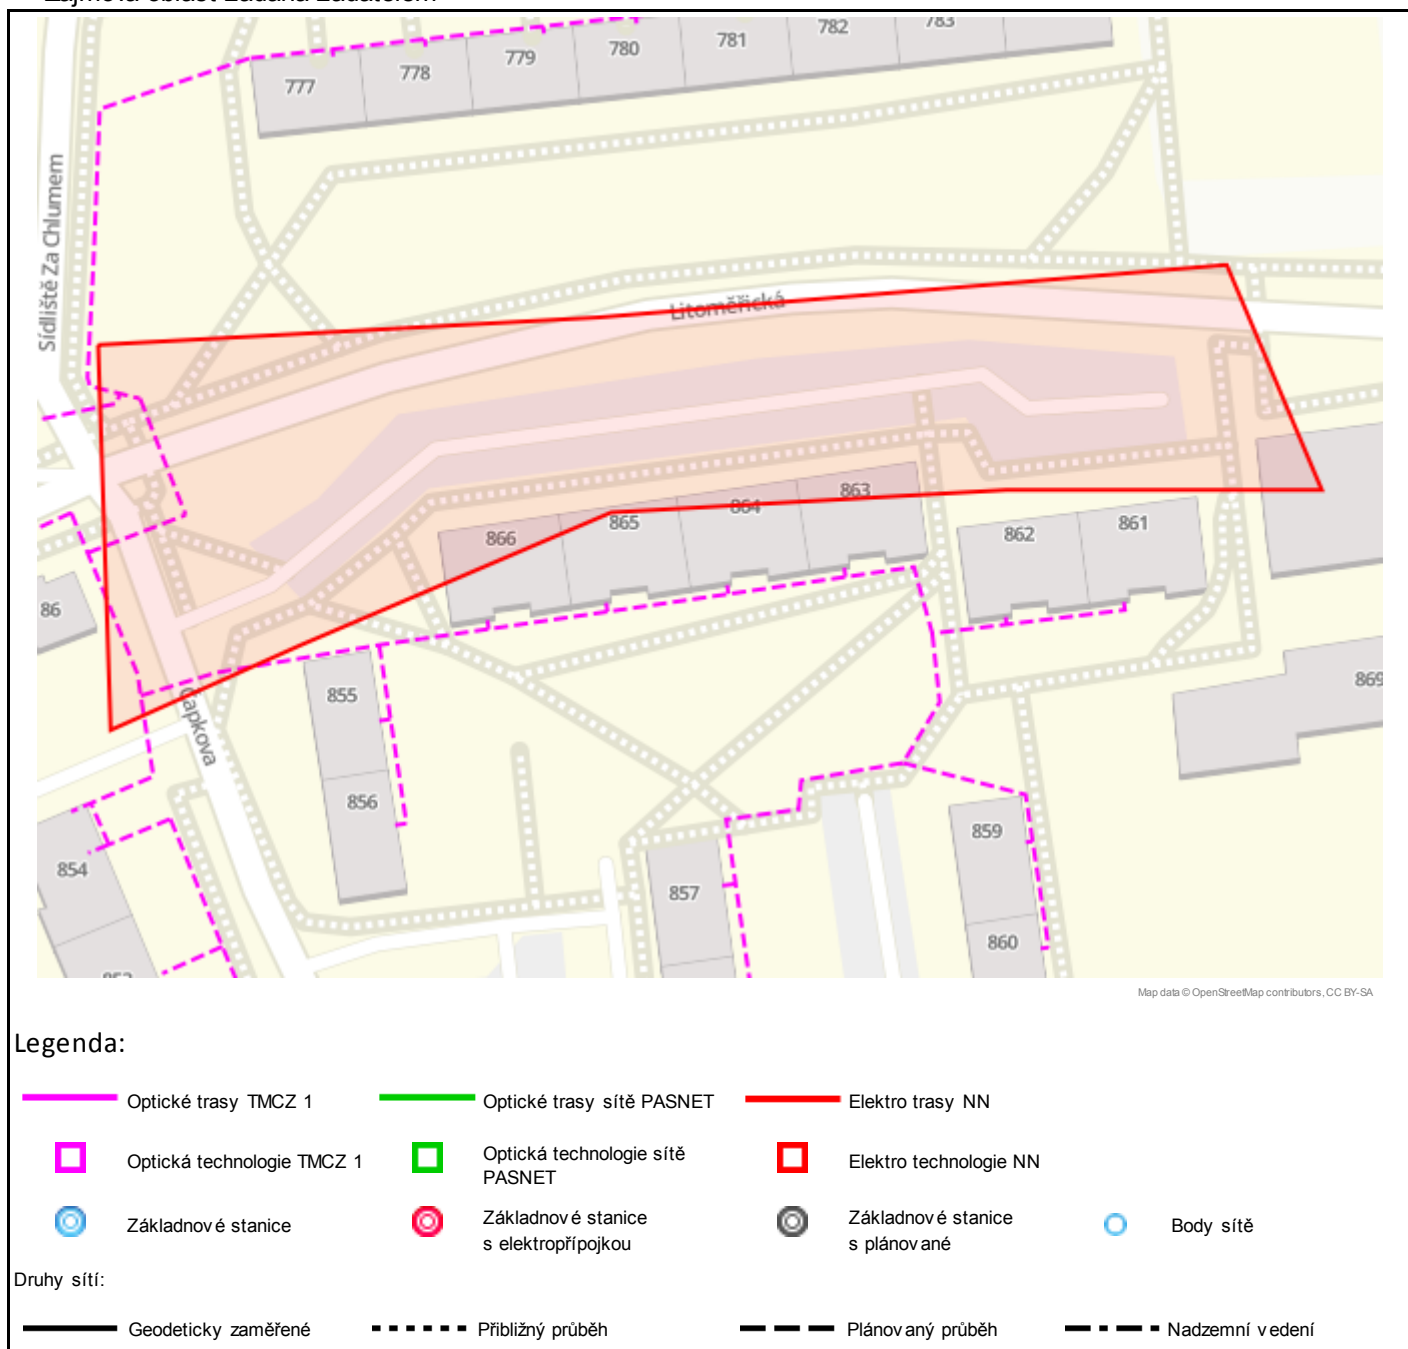 Zájmová oblast zadaná žadatelem
777
778
779
780
781
782
783
Sídliště Za Chlumem
Litoměřická
866
865
864
863
862
861
86
855
856
Čapkova
869
854
859
857
860
Map data © OpenStreetMap contributors, CC BY-SA
Legenda:
Optické trasy TMCZ 1
Optické trasy sítě PASNET
Elektro trasy NN
Optická technologie TMCZ 1
Optická technologie sítě
PASNET
Elektro technologie NN
Základnové stanice
Základnové stanice
s elektropřípojkou
Základnové stanice
s plánované
Body sítě
Druhy sítí:
Geodeticky zaměřené
Přibližný průběh
Plánovaný průběh
Nadzemní vedení